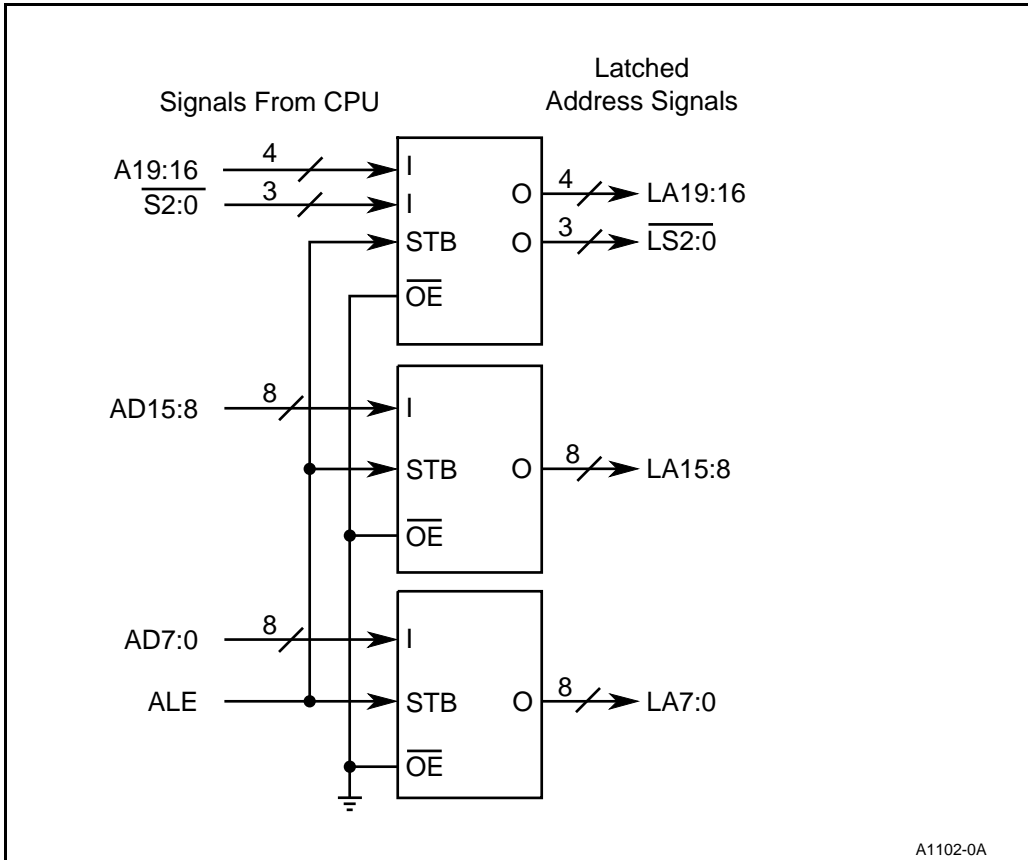 Signals From CPU
Latched
Address Signals
A19:16
4
I
S2:0
3
I
STB
OE
O
4
LA19:16
O
3
LS2:0
AD15:8
8
I
STB
OE
O
8
LA15:8
AD7:0
8
I
ALE
STB
OE
O
8
LA7:0
A1102-0A